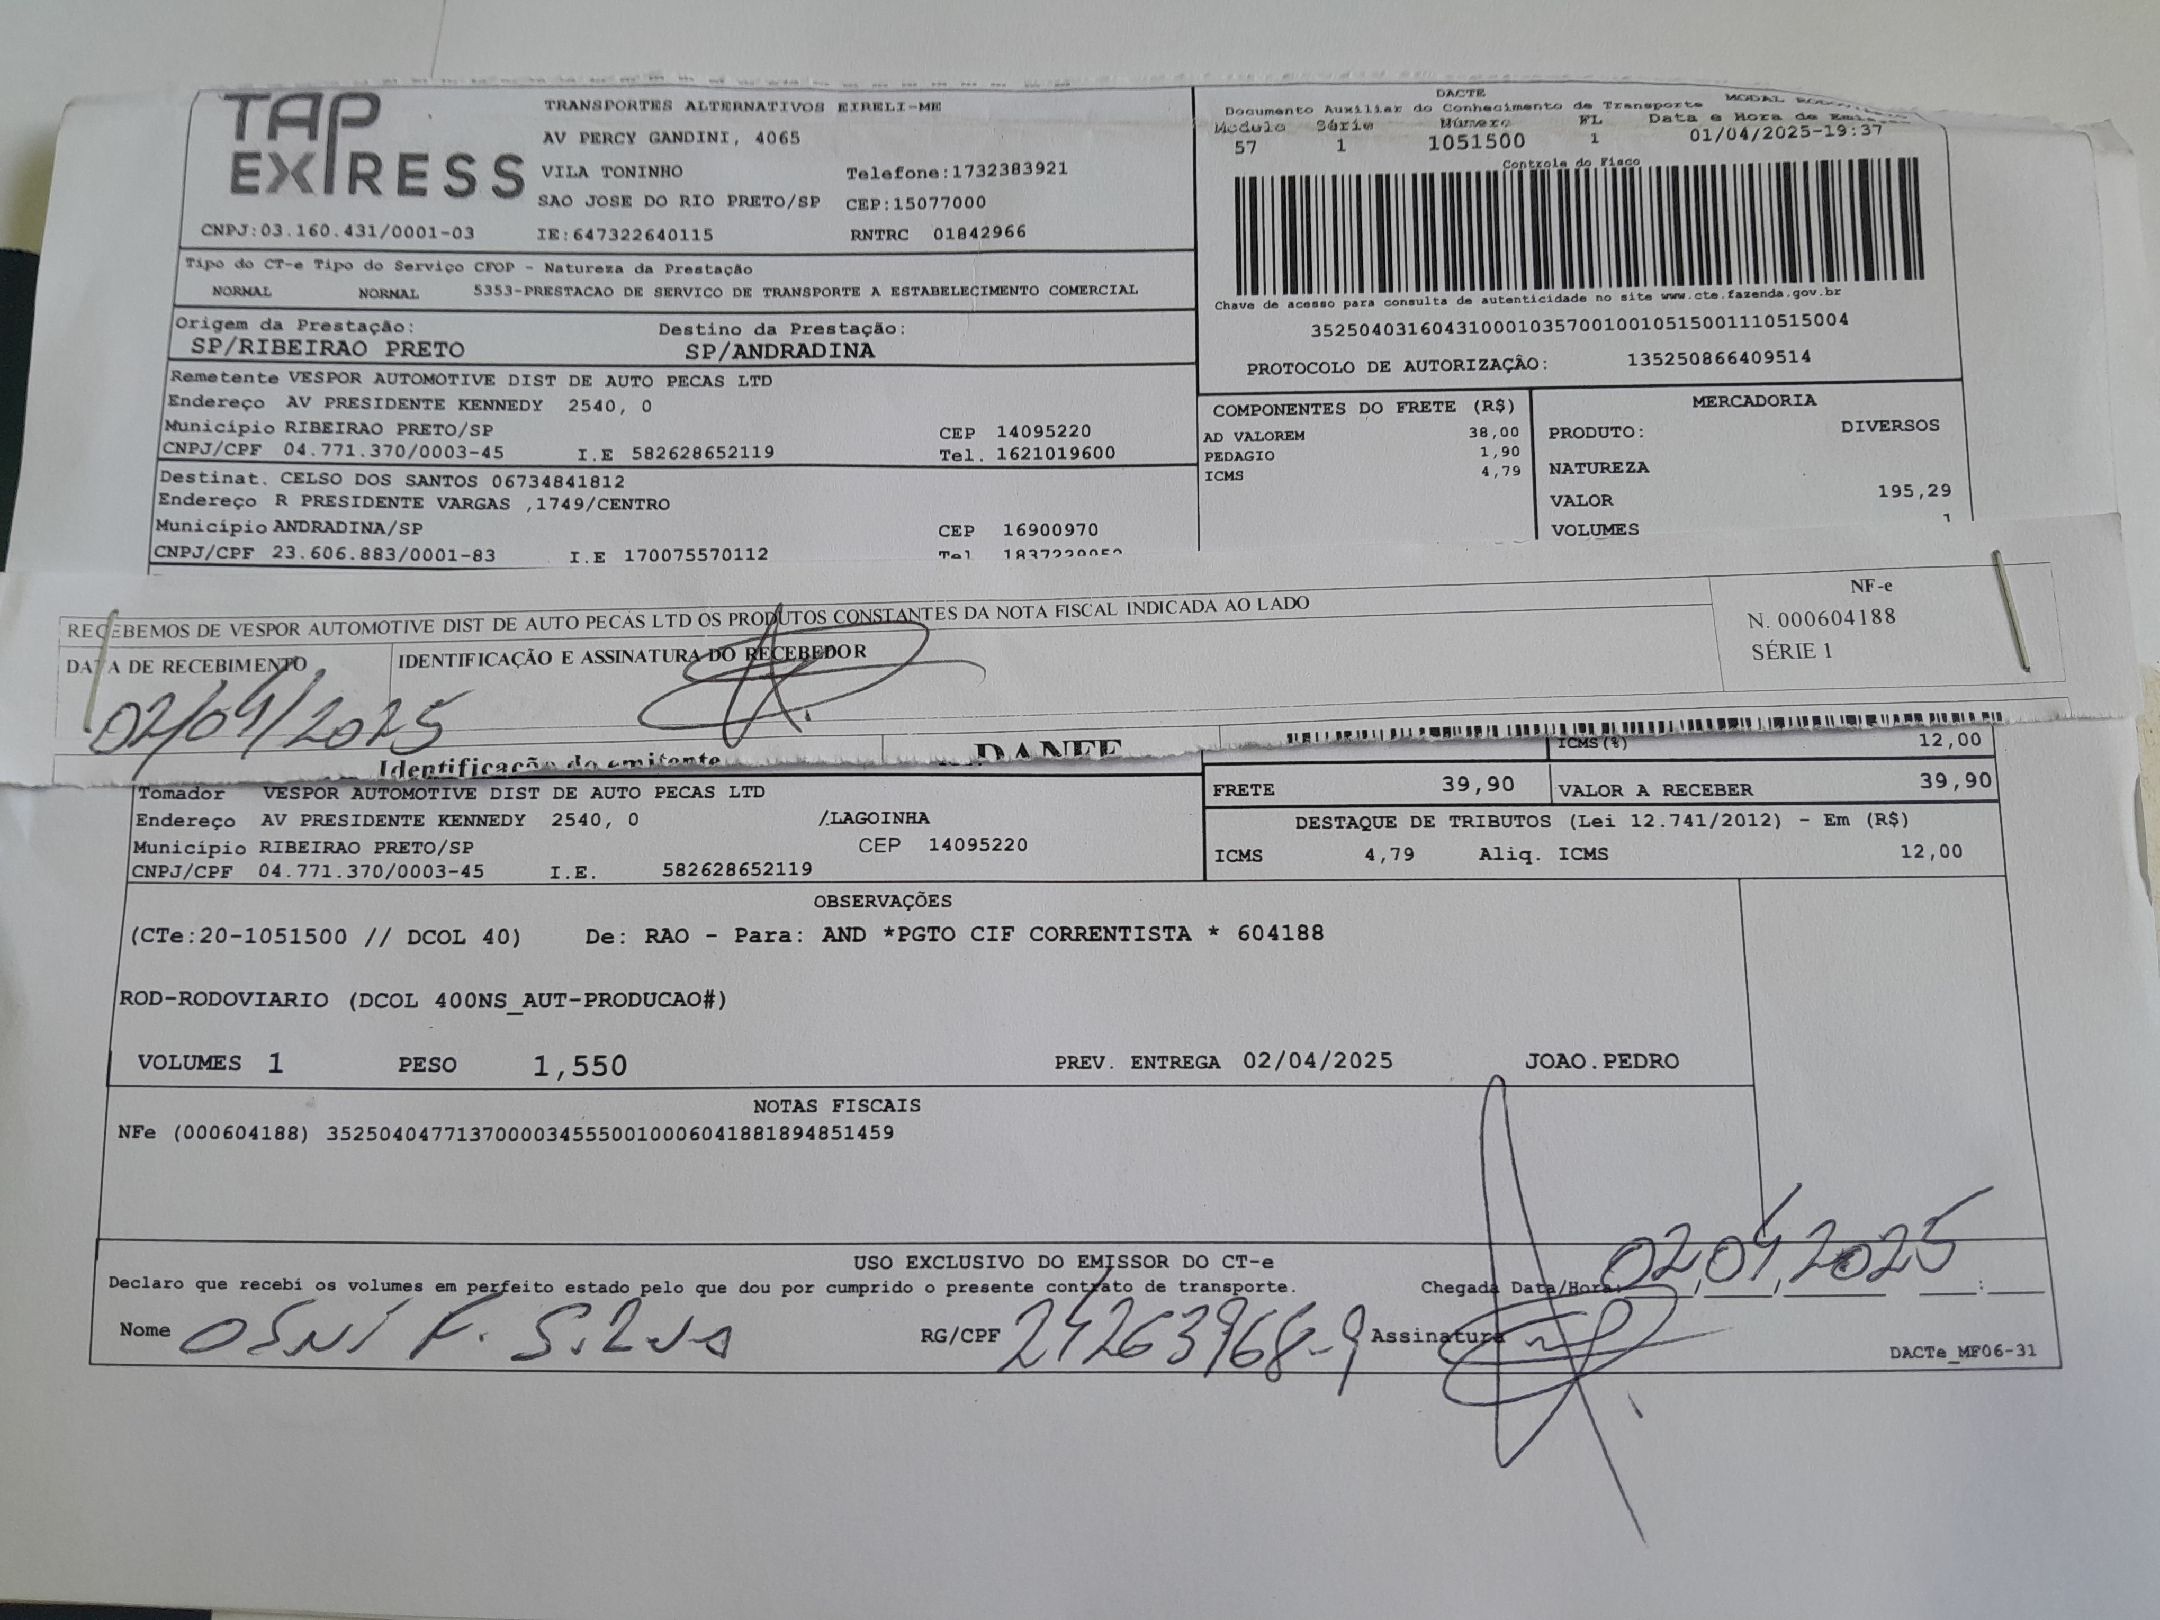 TAP EXPRESS
TRANSPORTES ALTERNATIVOS EIRELI-ME
AV PERCY GANDINI, 4065
VILA TONINHO Telefone:1732383921
SAO JOSE DO RIO PRETO/SP CEP:15077000
CNPJ:03.160.431/0001-03 IE:647322640115 RNTRC 01842966
DACTE
Documento Auxiliar do Conhecimento de Transporte MODAL
Modulo Série Número FL Data e Hora de
57 1 1051500 1 01/04/2025-19:37
Controle do Fisco
Chave de acesso para consulta de autenticidade no site www.cte.fazenda.gov.br
35250403160431000103570010010515001110515004
PROTOCOLO DE AUTORIZAÇÃO: 135250866409514
Tipo do CT-e Tipo do Serviço CFOP - Natureza da Prestação
NORMAL NORMAL 5353-PRESTACAO DE SERVICO DE TRANSPORTE A ESTABELECIMENTO COMERCIAL
Origem da Prestação: Destino da Prestação:
SP/RIBEIRAO PRETO SP/ANDRADINA
Remetente VESPOR AUTOMOTIVE DIST DE AUTO PECAS LTD
Endereço AV PRESIDENTE KENNEDY 2540, 0
Município RIBEIRAO PRETO/SP CEP 14095220
CNPJ/CPF 04.771.370/0003-45 I.E 582628652119 Tel. 1621019600
Destinat. CELSO DOS SANTOS 06734841812
Endereço R PRESIDENTE VARGAS ,1749/CENTRO
Município ANDRADINA/SP CEP 16900970
CNPJ/CPF 23.606.883/0001-83 I.E 170075570112 Tel
COMPONENTES DO FRETE (R$)
AD VALOREM 38,00
PEDAGIO 1,90
ICMS 4,79
MERCADORIA
PRODUTO: DIVERSOS
NATUREZA
VALOR 195,29
VOLUMES 1
RECEBEMOS DE VESPOR AUTOMOTIVE DIST DE AUTO PECAS LTD OS PRODUTOS CONSTANTES DA NOTA FISCAL INDICADA AO LADO
DATA DE RECEBIMENTO IDENTIFICAÇÃO E ASSINATURA DO RECEBEDOR
02/04/2025
NF-e
N. 000604188
SÉRIE 1
Identificação do emitente DANFE
ICMS(%) 12,00
FRETE 39,90 VALOR A RECEBER 39,90
DESTAQUE DE TRIBUTOS (Lei 12.741/2012) - Em (R$)
ICMS 4,79 Aliq. ICMS 12,00
Tomador VESPOR AUTOMOTIVE DIST DE AUTO PECAS LTD
Endereço AV PRESIDENTE KENNEDY 2540, 0 /LAGOINHA
Município RIBEIRAO PRETO/SP CEP 14095220
CNPJ/CPF 04.771.370/0003-45 I.E. 582628652119
OBSERVAÇÕES
(CTe:20-1051500 // DCOL 40) De: RAO - Para: AND *PGTO CIF CORRENTISTA * 604188
ROD-RODOVIARIO (DCOL 400NS_AUT-PRODUCAO#)
VOLUMES 1 PESO 1,550 PREV. ENTREGA 02/04/2025 JOAO.PEDRO
NOTAS FISCAIS
NFe (000604188) 35250404771370000345550010006041881894851459
USO EXCLUSIVO DO EMISSOR DO CT-e
Declaro que recebi os volumes em perfeito estado pelo que dou por cumprido o presente contrato de transporte. Chegada Data/Hora: 02/04/2025
Nome OSNI F. SILVA RG/CPF 24263968-9 Assinatura
DACTe_MF06-31